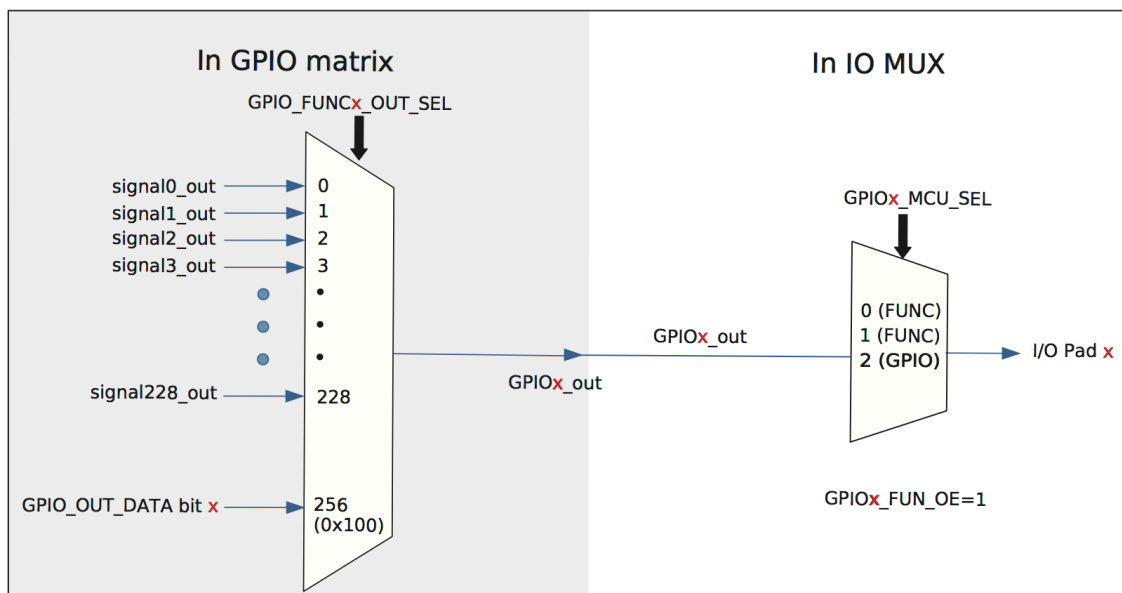 In GPIO matrix
In IO MUX
GPIO_FUNCx_OUT_SEL
signal0_out
0
signal1_out
1
signal2_out
2
signal3_out
3
GPIOx_MCU_SEL
0 (FUNC)
1 (FUNC)
2 (GPIO)
GPIOx_out
I/O Pad x
GPIOx_out
signal228_out
228
GPIO_OUT_DATA bit x
256
(0x100)
GPIOx_FUN_OE=1